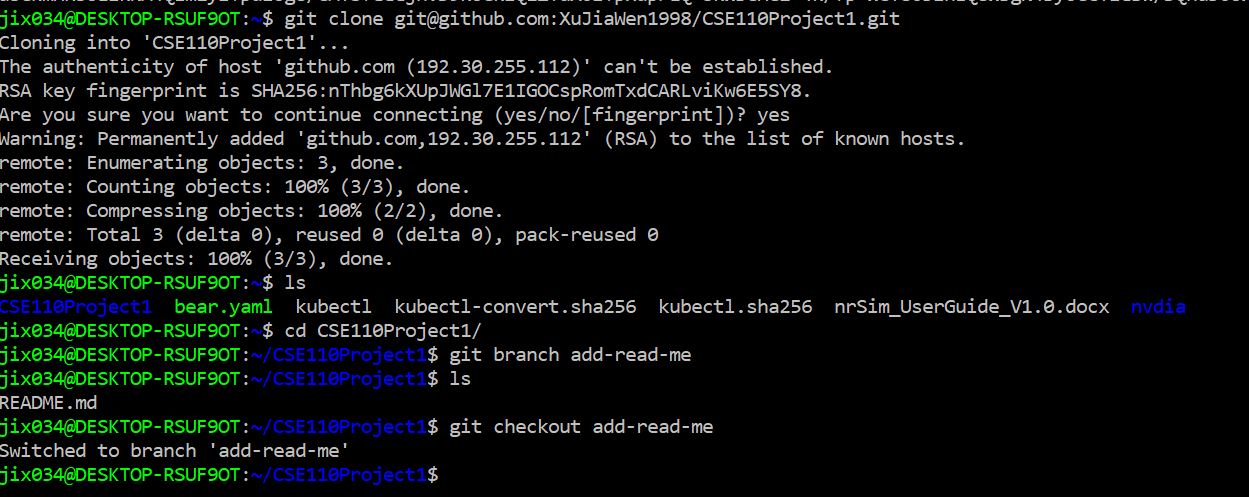 jix034@DESKTOP-RSUF9OT:~$ git clone git@github.com:XuJiaWen1998/CSE110Project1.git
Cloning into 'CSE110Project1'...
The authenticity of host 'github.com (192.30.255.112)' can't be established.
RSA key fingerprint is SHA256:nThbg6kXUpJWGl7E1IGOCspRomTxdCARLviKw6E5SY8.
Are you sure you want to continue connecting (yes/no/[fingerprint])? yes
Warning: Permanently added 'github.com,192.30.255.112' (RSA) to the list of known hosts.
remote: Enumerating objects: 3, done.
remote: Counting objects: 100% (3/3), done.
remote: Compressing objects: 100% (2/2), done.
remote: Total 3 (delta 0), reused 0 (delta 0), pack-reused 0
Receiving objects: 100% (3/3), done.
jix034@DESKTOP-RSUF9OT:~$ ls
CSE110Project1 bear.yaml kubectl kubectl-convert.sha256 kubectl.sha256 nrSim_UserGuide_V1.0.docx nvdia
jix034@DESKTOP-RSUF9OT:~$ cd CSE110Project1/
jix034@DESKTOP-RSUF9OT:~/CSE110Project1$ git branch add-read-me
jix034@DESKTOP-RSUF9OT:~/CSE110Project1$ ls
README.md
jix034@DESKTOP-RSUF9OT:~/CSE110Project1$ git checkout add-read-me
Switched to branch 'add-read-me'
jix034@DESKTOP-RSUF9OT:~/CSE110Project1$